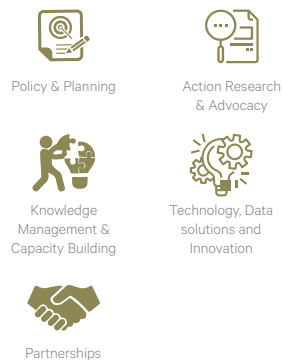 Policy & Planning
Action Research
& Advocacy
Knowledge
Management &
Capacity Building
Technology, Data
solutions and
Innovation
Partnerships